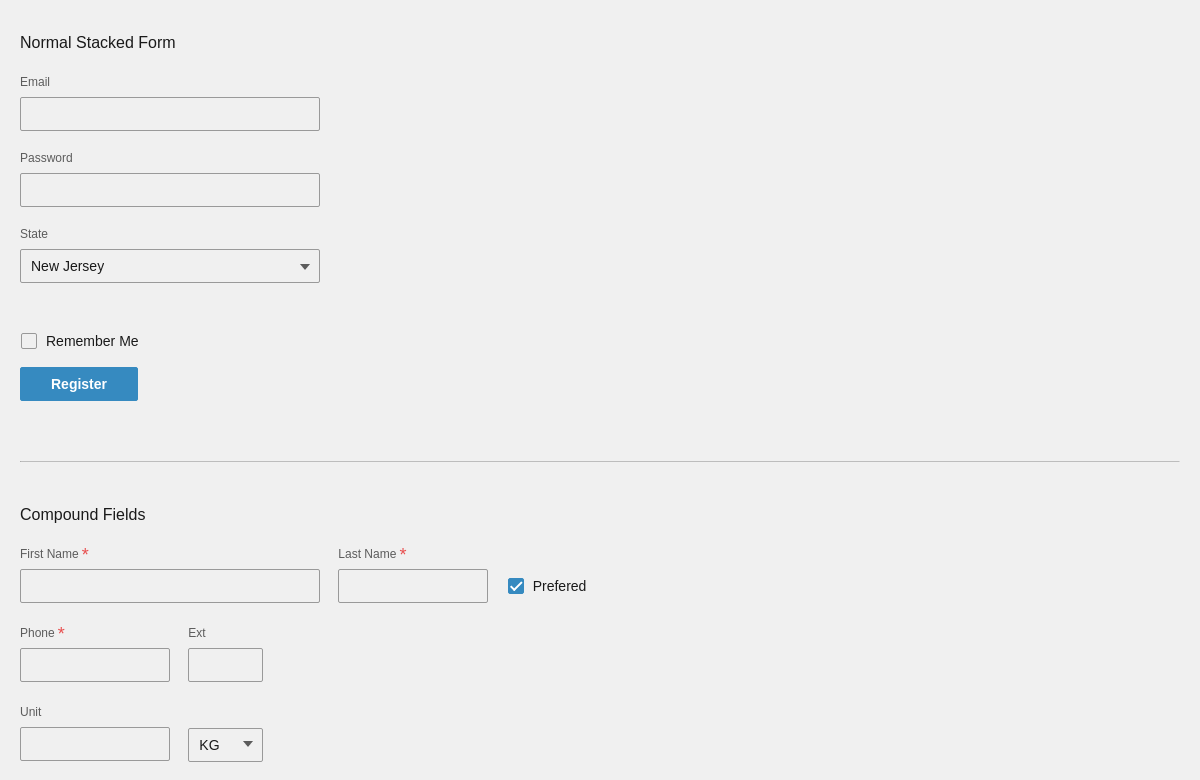 Normal Stacked Form
Email
Password
State
New Jersey
Remember Me
Register
Compound Fields
First Name * Last Name *
Prefered
Phone * Ext
Unit
KG